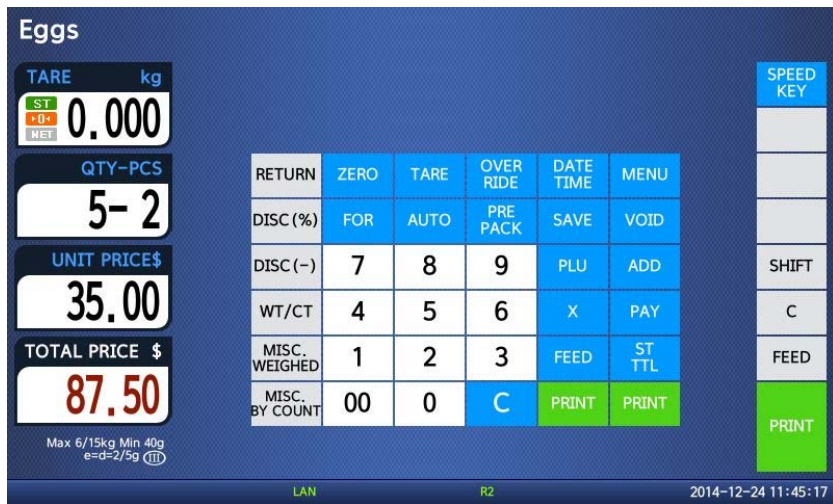 Eggs
TARE kg
ST
▸0◂
NET
0.000
QTY-PCS
5- 2
UNIT PRICE$
35.00
TOTAL PRICE $
87.50
Max 6/15kg Min 40g
e=d=2/5g III
RETURN ZERO TARE OVER RIDE DATE TIME MENU
DISC(%) FOR AUTO PRE PACK SAVE VOID
DISC(-) 7 8 9 PLU ADD
WT/CT 4 5 6 X PAY
MISC. WEIGHED 1 2 3 FEED ST TTL
MISC. BY COUNT 00 0 C PRINT PRINT
SPEED
KEY
SHIFT
C
FEED
PRINT
LAN R2 2014-12-24 11:45:17